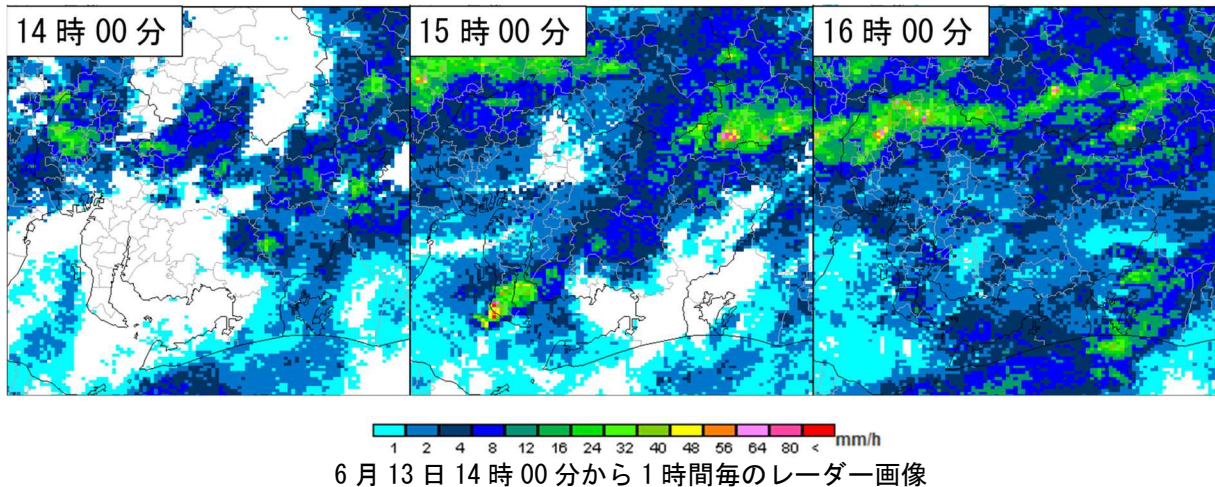 14時00分
15時00分
16時00分
1 2 4 8 12 16 24 32 40 48 56 64 80 < mm/h
6月13日14時00分から1時間毎のレーダー画像